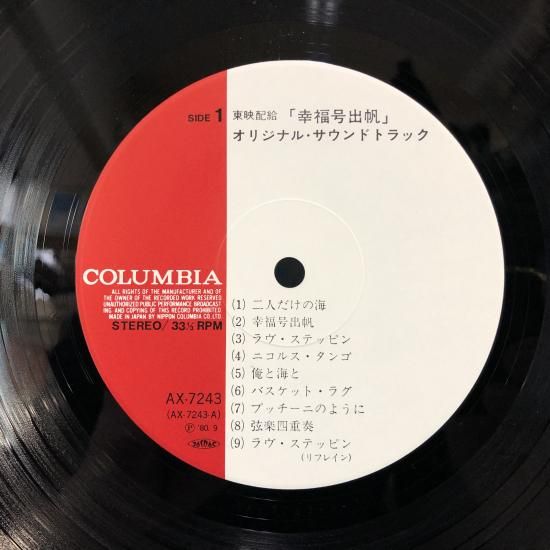 SIDE 1
東映配給 「幸福号出帆」
オリジナル・サウンドトラック
COLUMBIA
ALL RIGHTS OF THE MANUFACTURER AND OF
THE OWNER OF THE RECORDED WORK RESERVED
UNAUTHORIZED PUBLIC PERFORMANCE BROADCAST
ING AND COPYING OF THIS RECORD PROHIBITED
MADE IN JAPAN BY NIPPON COLUMBIA CO. LTD.
STEREO/33⅓ RPM
AX-7243
(AX-7243-A)
Ⓟ '80. 9
(1) 二人だけの海
(2) 幸福号出帆
(3) ラヴ・ステッピン
(4) ニコルス・タンゴ
(5) 俺と海と
(6) バスケット・ラグ
(7) プッチーニのように
(8) 弦楽四重奏
(9) ラヴ・ステッピン
(リフレイン)